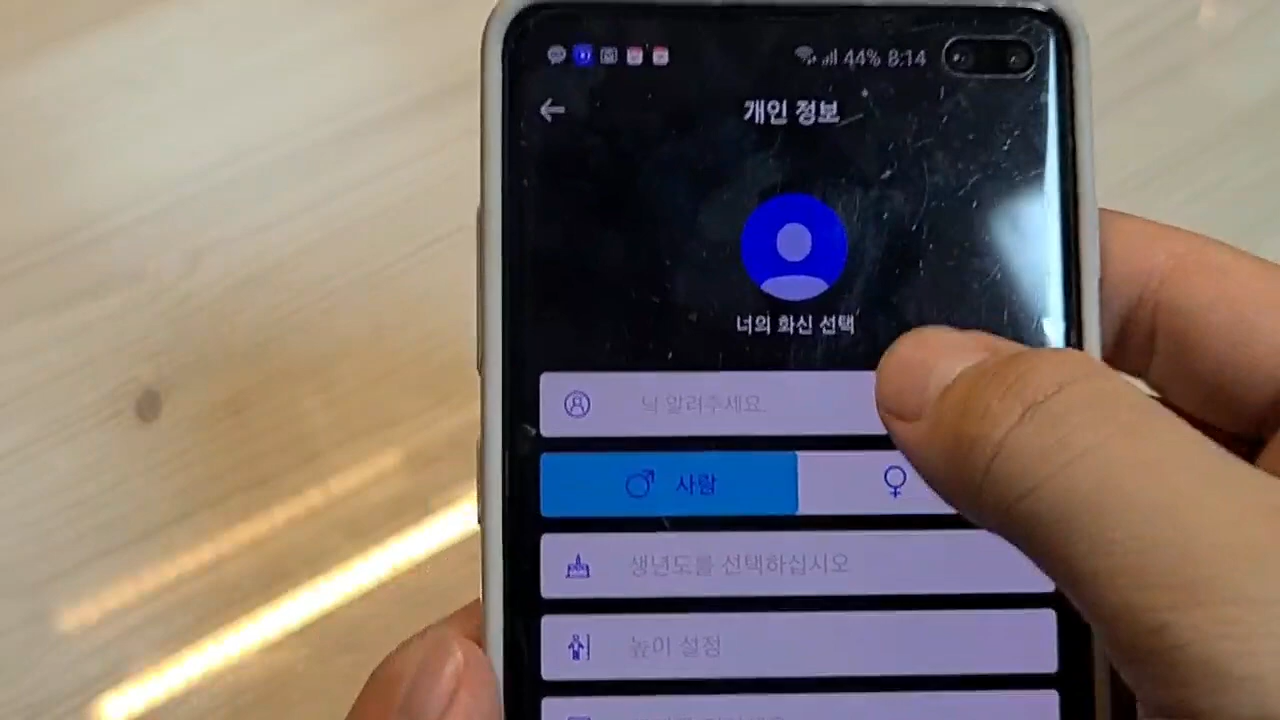 44% 8:14
개인 정보
너의 화신 선택
닉 알려주세요.
사람
생년도를 선택하십시오
높이 설정